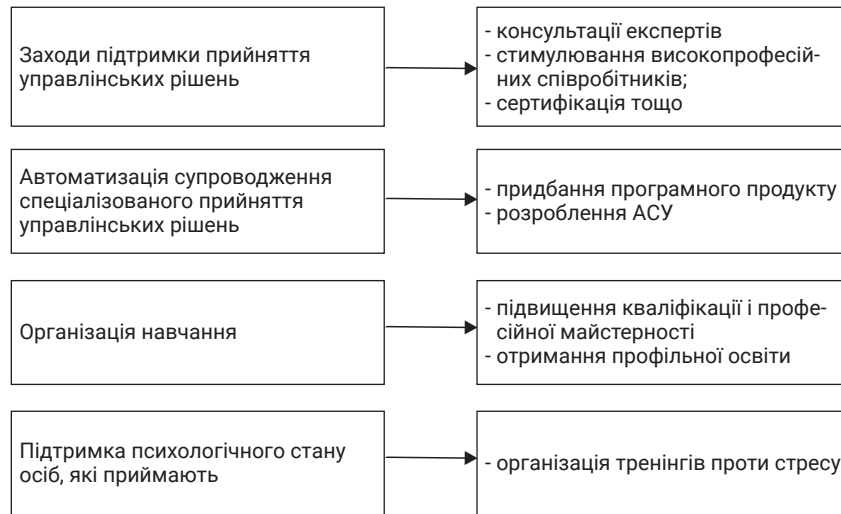 Заходи підтримки прийняття
управлінських рішень
- консультації експертів
- стимулювання високопрофесій-
них співробітників;
- сертифікація тощо
Автоматизація супроводження
спеціалізованого прийняття
управлінських рішень
- придбання програмного продукту
- розроблення АСУ
Організація навчання
- підвищення кваліфікації і профе-
сійної майстерності
- отримання профільної освіти
Підтримка психологічного стану
осіб, які приймають
- організація тренінгів проти стресу